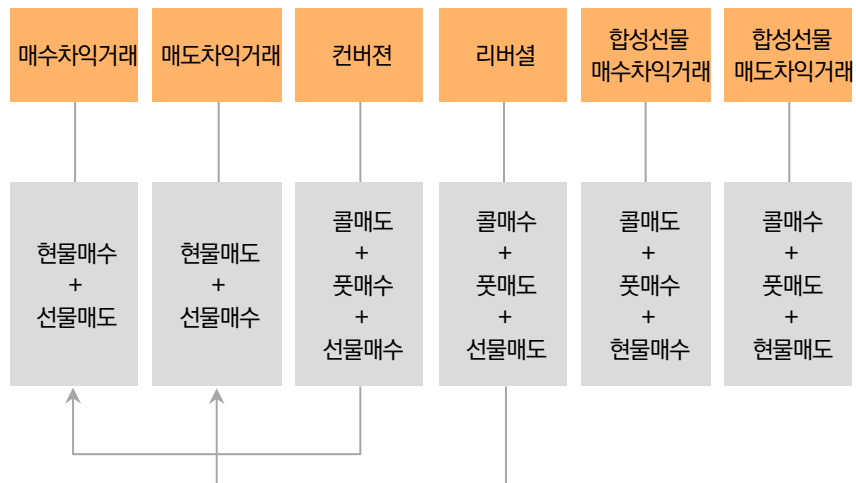 매수차익거래
매도차익거래
컨버젼
리버셜
합성선물
매수차익거래
합성선물
매도차익거래
현물매수
+
선물매도
현물매도
+
선물매수
콜매도
+
풋매수
+
선물매수
콜매수
+
풋매도
+
선물매도
콜매도
+
풋매수
+
현물매수
콜매수
+
풋매도
+
현물매도